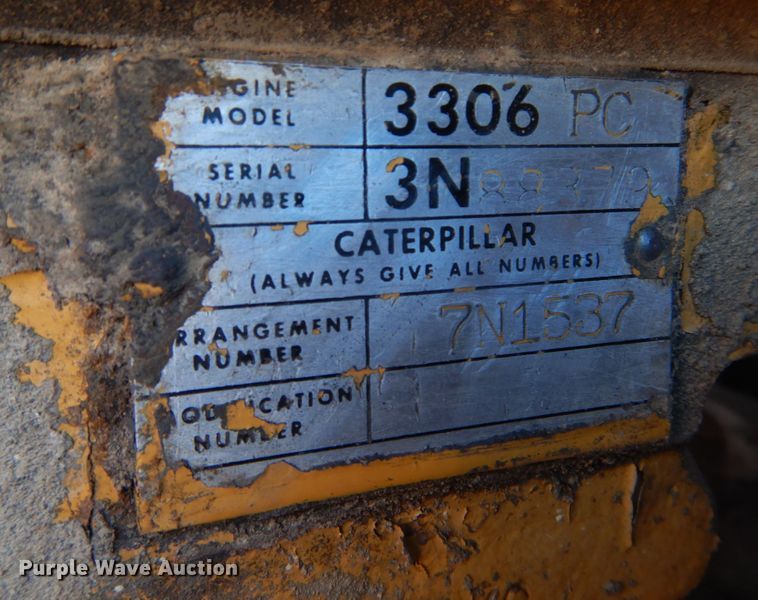 ENGINE MODEL 3306 PC
SERIAL NUMBER 3N
CATERPILLAR
(ALWAYS GIVE ALL NUMBERS)
ARRANGEMENT NUMBER 7N1537
MODIFICATION NUMBER
Purple Wave Auction